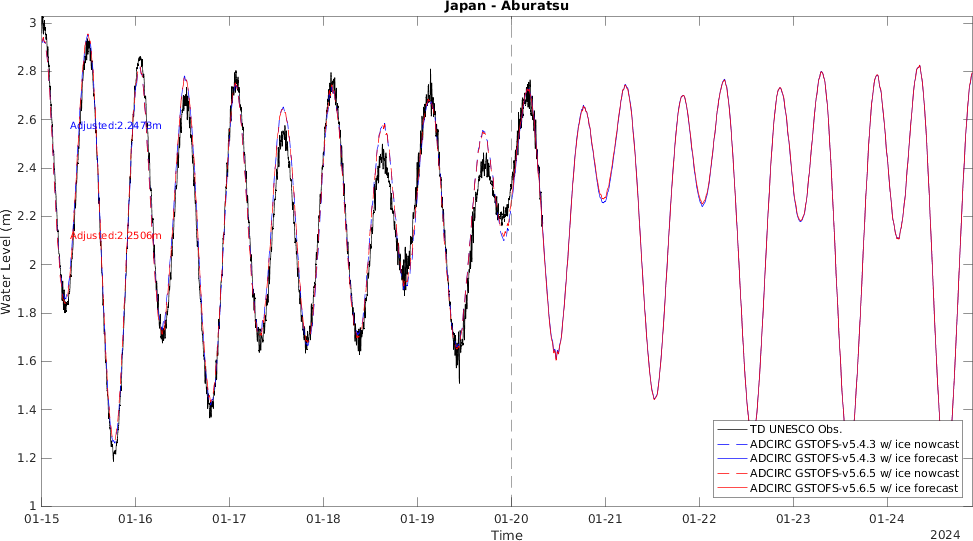 Japan - Aburatsu
3
2.8
2.6
2.4
2.2
2
1.8
1.6
1.4
1.2
1
Water Level (m)
Adjusted:2.2478m
Adjusted:2.2506m
TD UNESCO Obs.
ADCIRC GSTOFS-v5.4.3 w/ ice nowcast
ADCIRC GSTOFS-v5.4.3 w/ ice forecast
ADCIRC GSTOFS-v5.6.5 w/ ice nowcast
ADCIRC GSTOFS-v5.6.5 w/ ice forecast
01-15 01-16 01-17 01-18 01-19 01-20 01-21 01-22 01-23 01-24
Time
2024